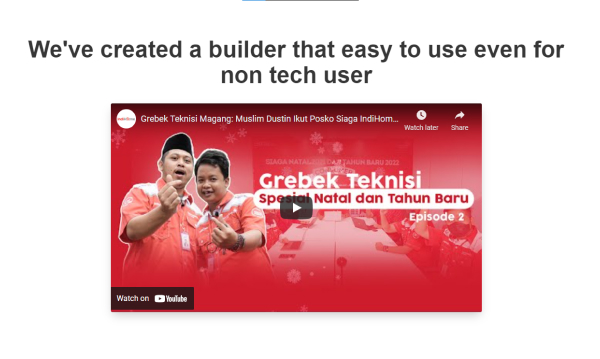 We've created a builder that easy to use even for
non tech user
Grebek Teknisi Magang: Muslim Dustin Ikut Posko Siaga IndiHom...
Watch later
Share
SIAGA NATAL DAN TAHUN BARU 2022
Grebek Teknisi
Spesial Natal dan Tahun Baru
Episode 2
Watch on YouTube